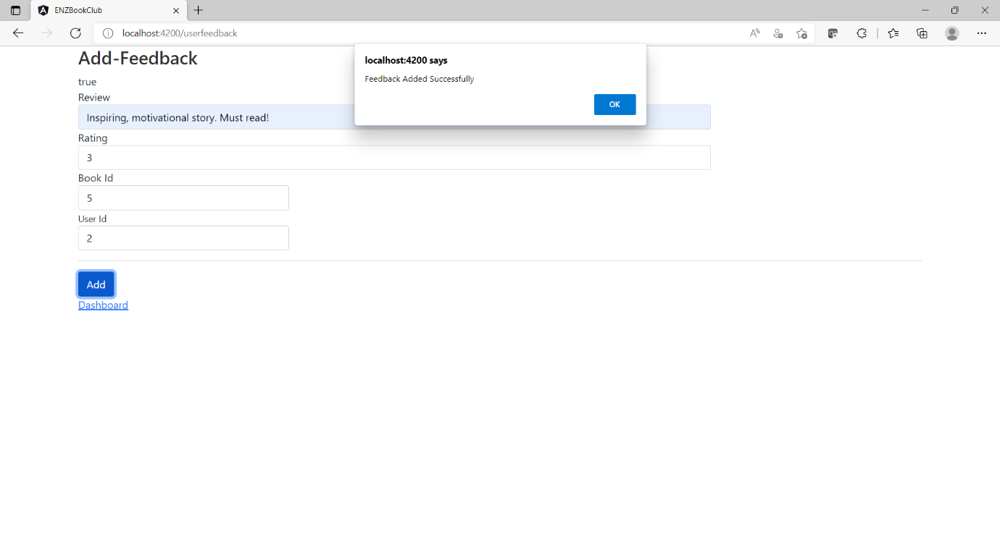 ENZBookClub
localhost:4200/userfeedback
Add-Feedback
localhost:4200 says
Feedback Added Successfully
OK
true
Review
Inspiring, motivational story. Must read!
Rating
3
Book Id
5
User Id
2
Add
Dashboard